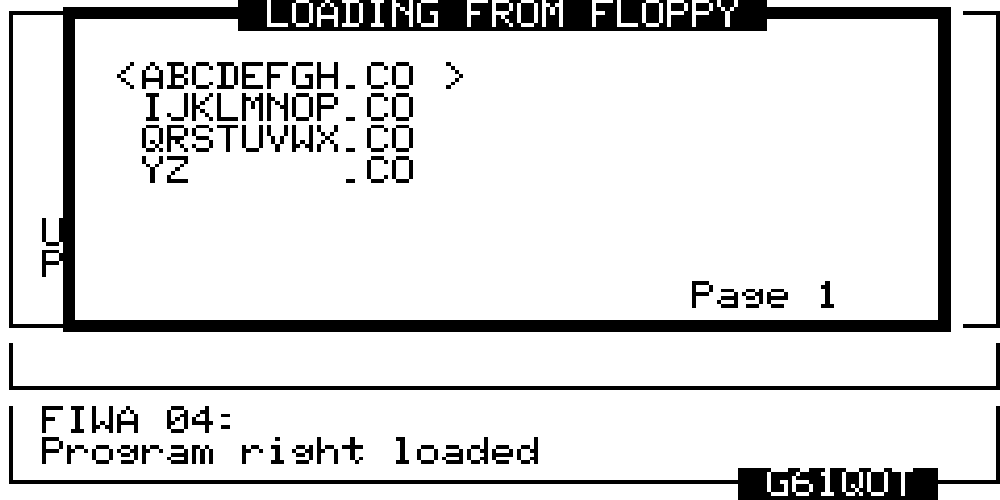 LOADING FROM FLOPPY
<ABCDEFGH.CO >
IJKLMNOP.CO
QRSTUVWX.CO
YZ .CO
U
P
Page 1
FIWA 04:
Program right loaded